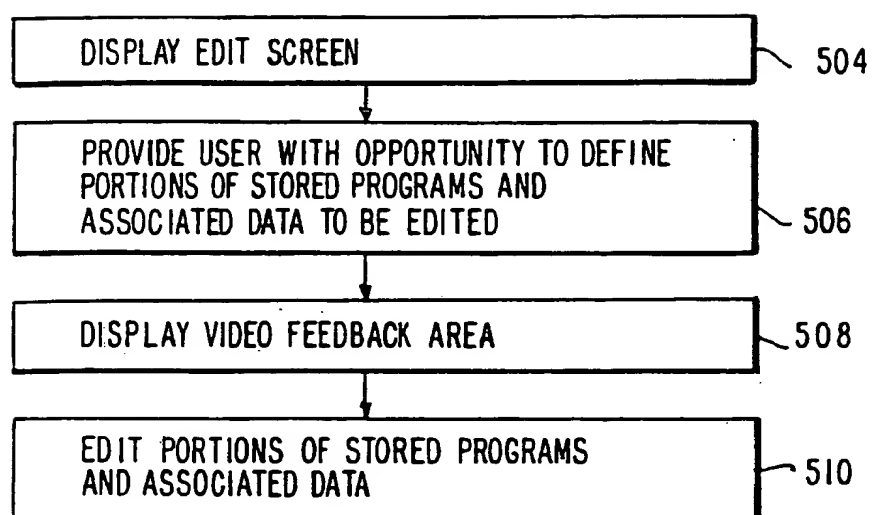 DISPLAY EDIT SCREEN
504
PROVIDE USER WITH OPPORTUNITY TO DEFINE
PORTIONS OF STORED PROGRAMS AND
ASSOCIATED DATA TO BE EDITED
506
DISPLAY VIDEO FEEDBACK AREA
508
EDIT PORTIONS OF STORED PROGRAMS
AND ASSOCIATED DATA
510